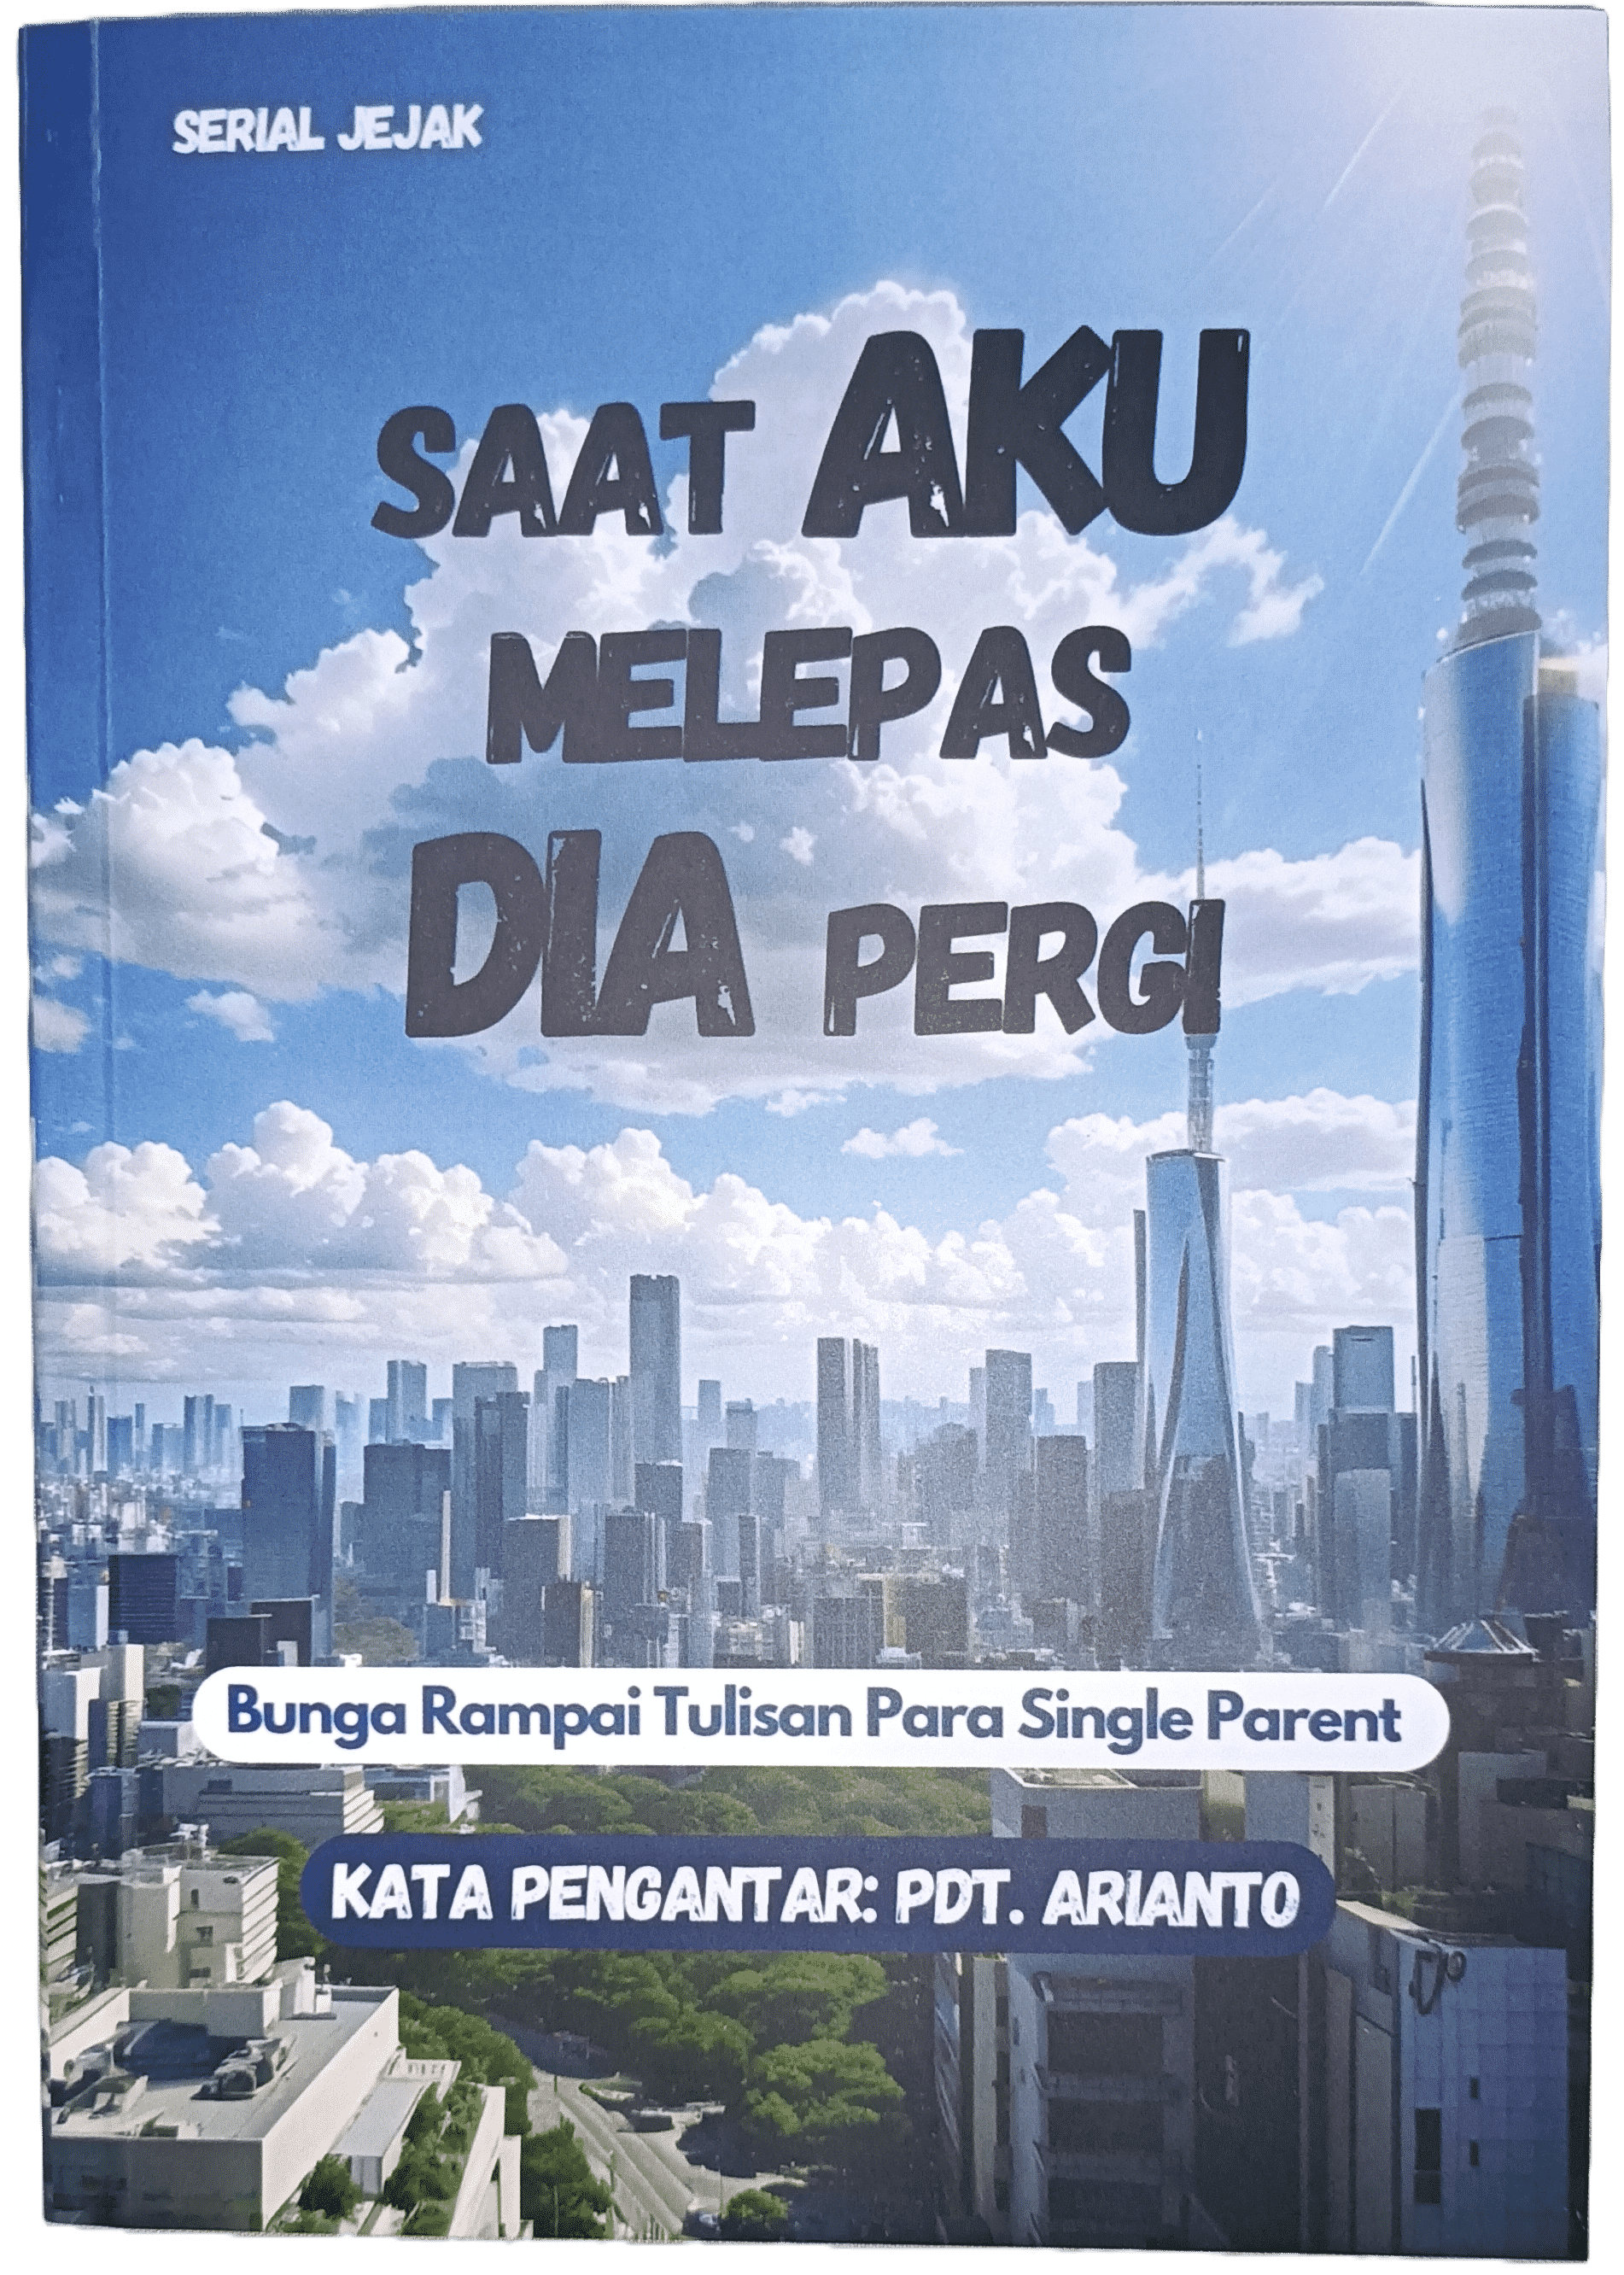 SERIAL JEJAK
SAAT AKU
MELEPAS
DIA PERGI
Bunga Rampai Tulisan Para Single Parent
KATA PENGANTAR: PDT. ARIANTO